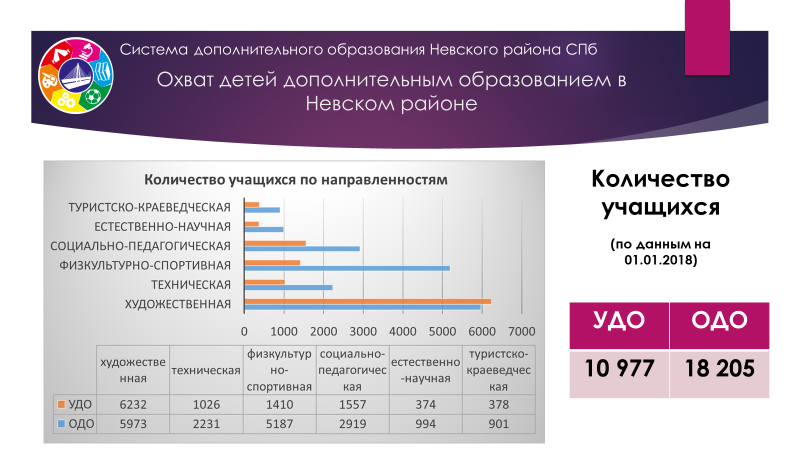 Система дополнительного образования Невского района СПб
Охват детей дополнительным образованием в
Невском районе
Количество учащихся по направленностям
ТУРИСТСКО-КРАЕВЕДЧЕСКАЯ
ЕСТЕСТВЕННО-НАУЧНАЯ
СОЦИАЛЬНО-ПЕДАГОГИЧЕСКАЯ
ФИЗКУЛЬТУРНО-СПОРТИВНАЯ
ТЕХНИЧЕСКАЯ
ХУДОЖЕСТВЕННАЯ
0 1000 2000 3000 4000 5000 6000 7000
художестве
нная
техническая
физкультур
но-
спортивная
социально-
педагогичес
кая
естественно
-научная
туристско-
краеведчес
кая
УДО 6232 1026 1410 1557 374 378
ОДО 5973 2231 5187 2919 994 901
Количество
учащихся
(по данным на
01.01.2018)
УДО ОДО
10 977 18 205